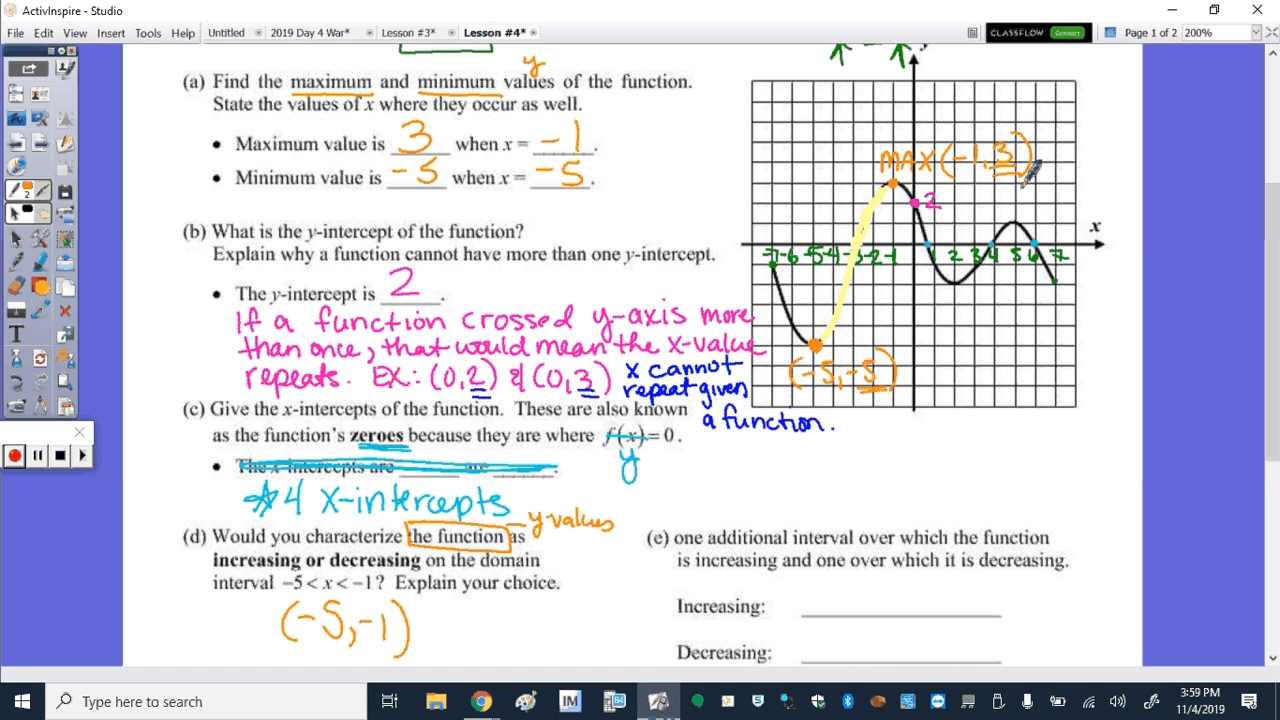 ActivInspire - Studio
File Edit View Insert Tools Help Untitled 2019 Day 4 War* Lesson #3* Lesson #4* CLASSFLOW Connect Page 1 of 2 200%
y
(a) Find the maximum and minimum values of the function.
State the values of x where they occur as well.
• Maximum value is 3 when x = -1.
• Minimum value is -5 when x = -5.
(b) What is the y-intercept of the function?
Explain why a function cannot have more than one y-intercept.
• The y-intercept is 2.
If a function crossed y-axis more
than once, that would mean the x-value
repeats. EX: (0,2) & (0,3) x cannot
repeat given
a function.
(c) Give the x-intercepts of the function. These are also known
as the function's zeroes because they are where f(x) = 0.
y
• The x-intercepts are ______ are ______.
*4 x-intercepts
y-values
(d) Would you characterize the function as
increasing or decreasing on the domain
interval −5 < x < −1? Explain your choice.
(-5,-1)
y
MAX (-1,3)
2
x
-7 -6 -5 -4 -3 -2 -1 2 3 4 5 6 7
(-5,-5)
(e) one additional interval over which the function
is increasing and one over which it is decreasing.
Increasing:
Decreasing:
Type here to search
3:59 PM
11/4/2019